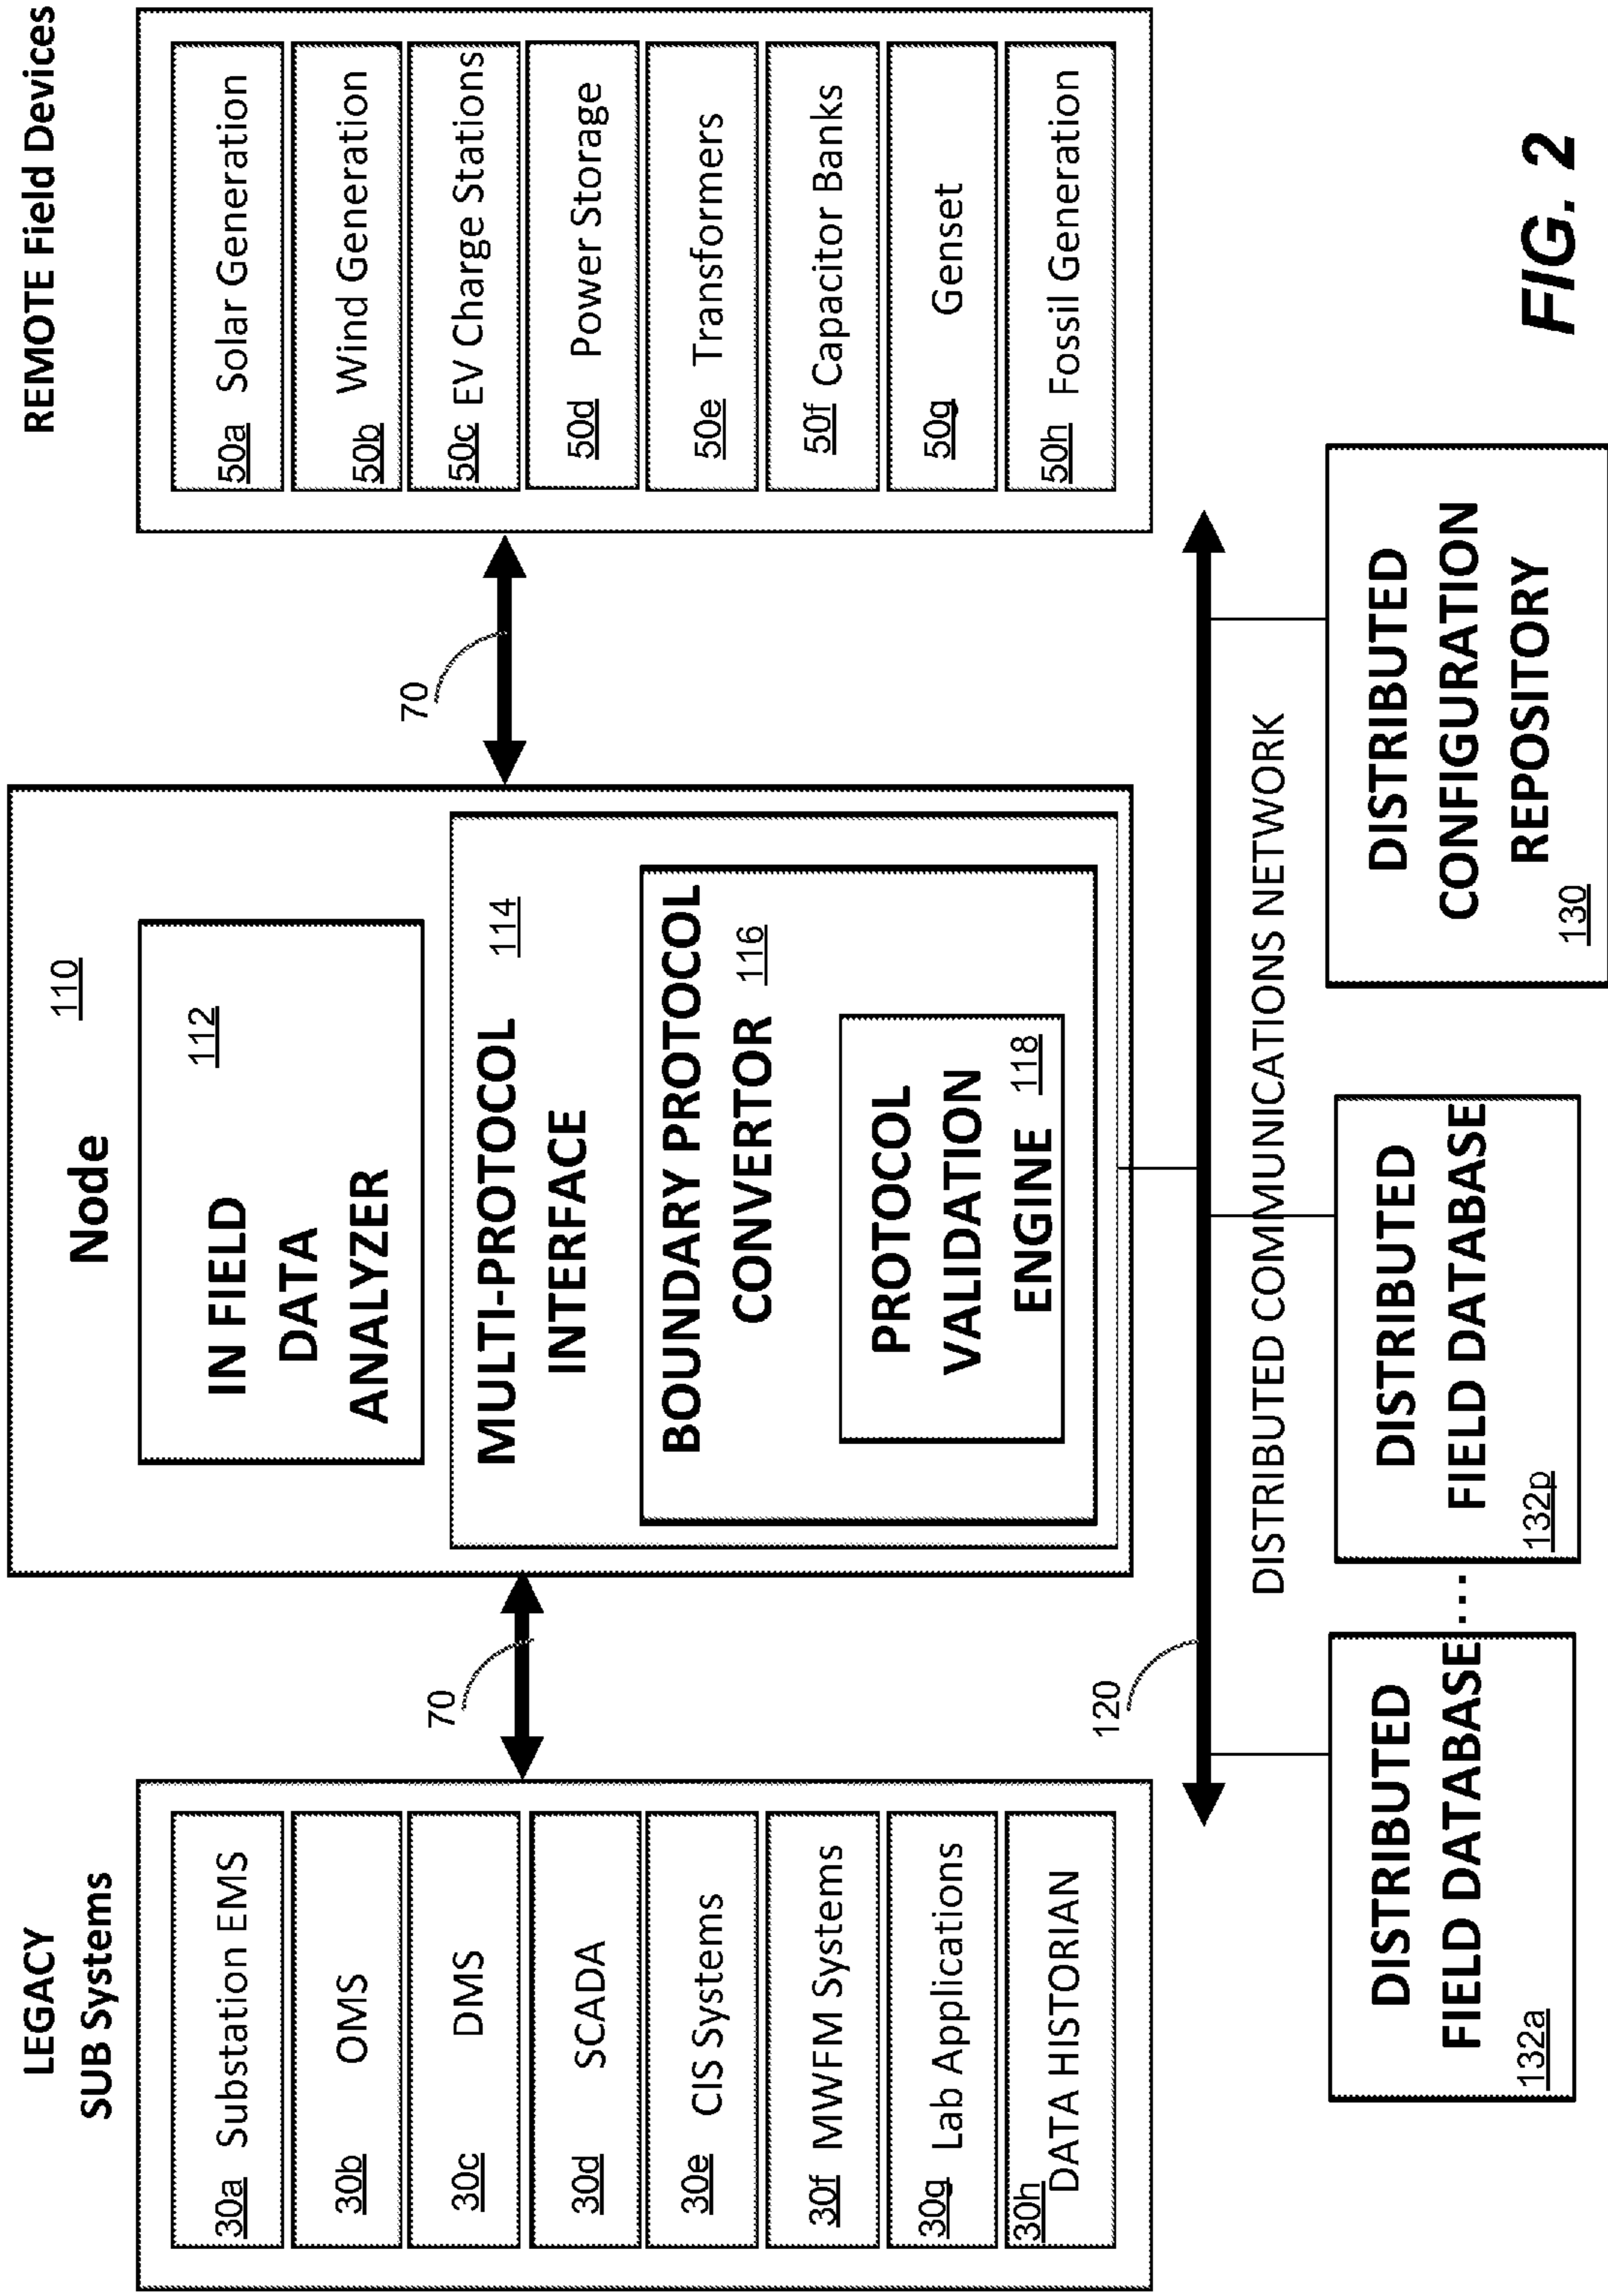 LEGACY
SUB Systems
30a Substation EMS
30b OMS
30c DMS
30d SCADA
30e CIS Systems
30f MWFM Systems
30g Lab Applications
30h
DATA HISTORIAN
70
Node
110
IN FIELD
DATA
ANALYZER
112
MULTI-PROTOCOL
INTERFACE
114
BOUNDARY PROTOCOL
CONVERTOR 116
PROTOCOL
VALIDATION
ENGINE 118
70
REMOTE Field Devices
50a Solar Generation
50b Wind Generation
50c EV Charge Stations
50d Power Storage
50e Transformers
50f Capacitor Banks
50g Genset
50h Fossil Generation
120
DISTRIBUTED COMMUNICATIONS NETWORK
DISTRIBUTED
FIELD DATABASE
132a
...
DISTRIBUTED
FIELD DATABASE
132p
DISTRIBUTED
CONFIGURATION
REPOSITORY
130
FIG. 2